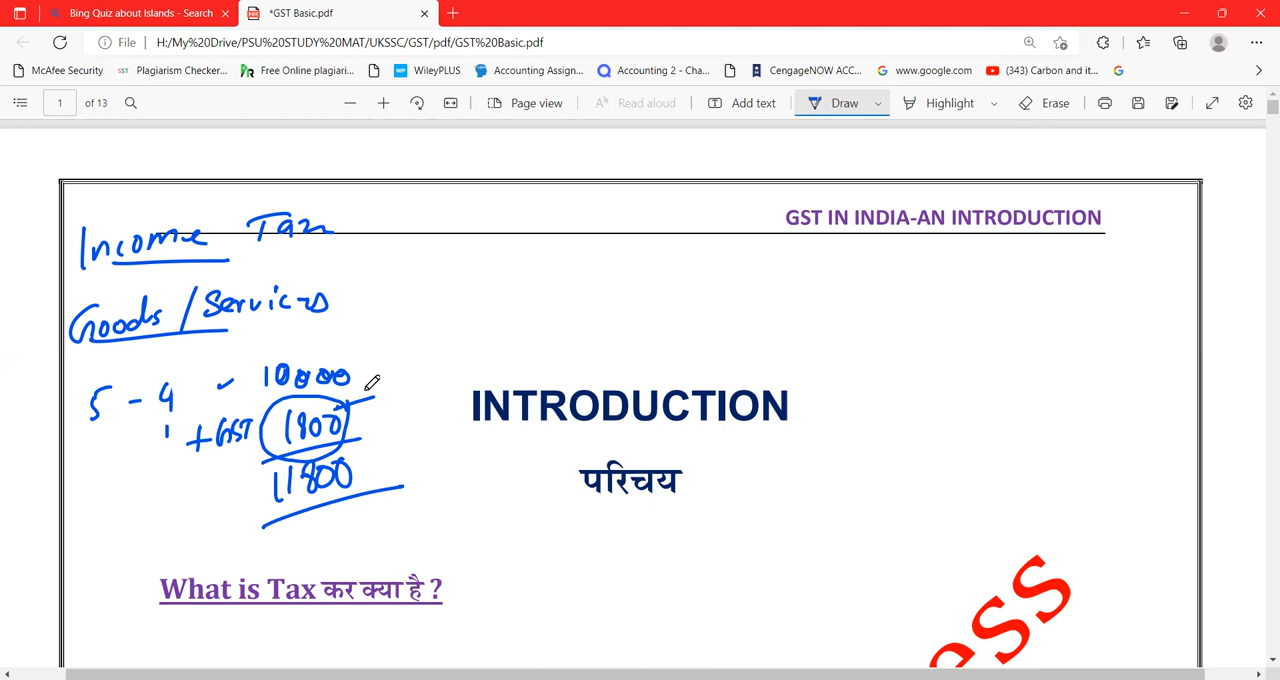 Bing Quiz about Islands - Search
*GST Basic.pdf
File H:/My%20Drive/PSU%20STUDY%20MAT/UKSSC/GST/pdf/GST%20Basic.pdf
McAfee Security SST Plagiarism Checker... Free Online plagiari... WP WileyPLUS Accounting Assign... Accounting 2 - Cha... CengageNOW ACC... www.google.com (343) Carbon and it...
1 of 13 Page view Read aloud Add text Draw Highlight Erase
GST IN INDIA-AN INTRODUCTION
Income Tax
Goods / Services
10000
5 - 4
+ GST 1800
11800
INTRODUCTION
परिचय
What is Tax कर क्या है ?